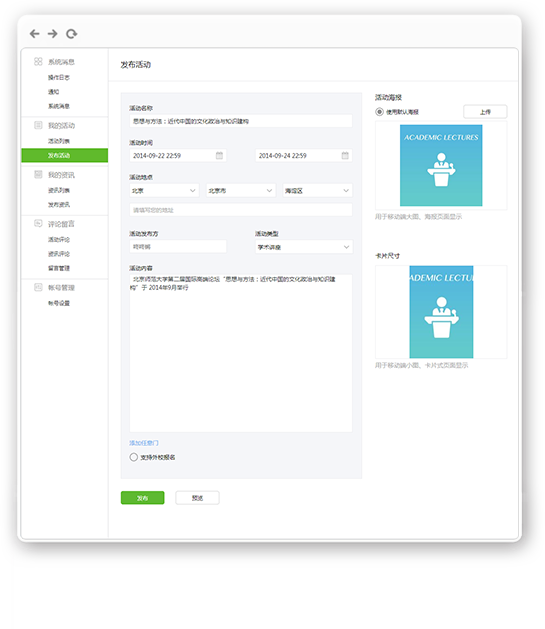 系统消息
操作日志
通知
系统消息
我的活动
活动列表
发布活动
我的资讯
资讯列表
发布资讯
评论留言
活动评论
资讯评论
留言管理
帐号管理
帐号设置
发布活动
活动名称
思想与方法：近代中国的文化政治与知识建构
活动时间
2014-09-22 22:59
2014-09-24 22:59
活动地点
北京
北京市
海淀区
请填写您的地址
活动发布方
活动类型
学术讲座
活动内容
北京师范大学第二届国际高端论坛“思想与方法：近代中国的文化政治与知识建
构”于 2014年9月举行
添加任意门
支持外校报名
发布
预览
活动海报
使用默认海报
上传
ACADEMIC LECTURES
用于移动端大图、海报页面显示
卡片尺寸
ADEMIC LECTU
用于移动端小图、卡片式页面显示